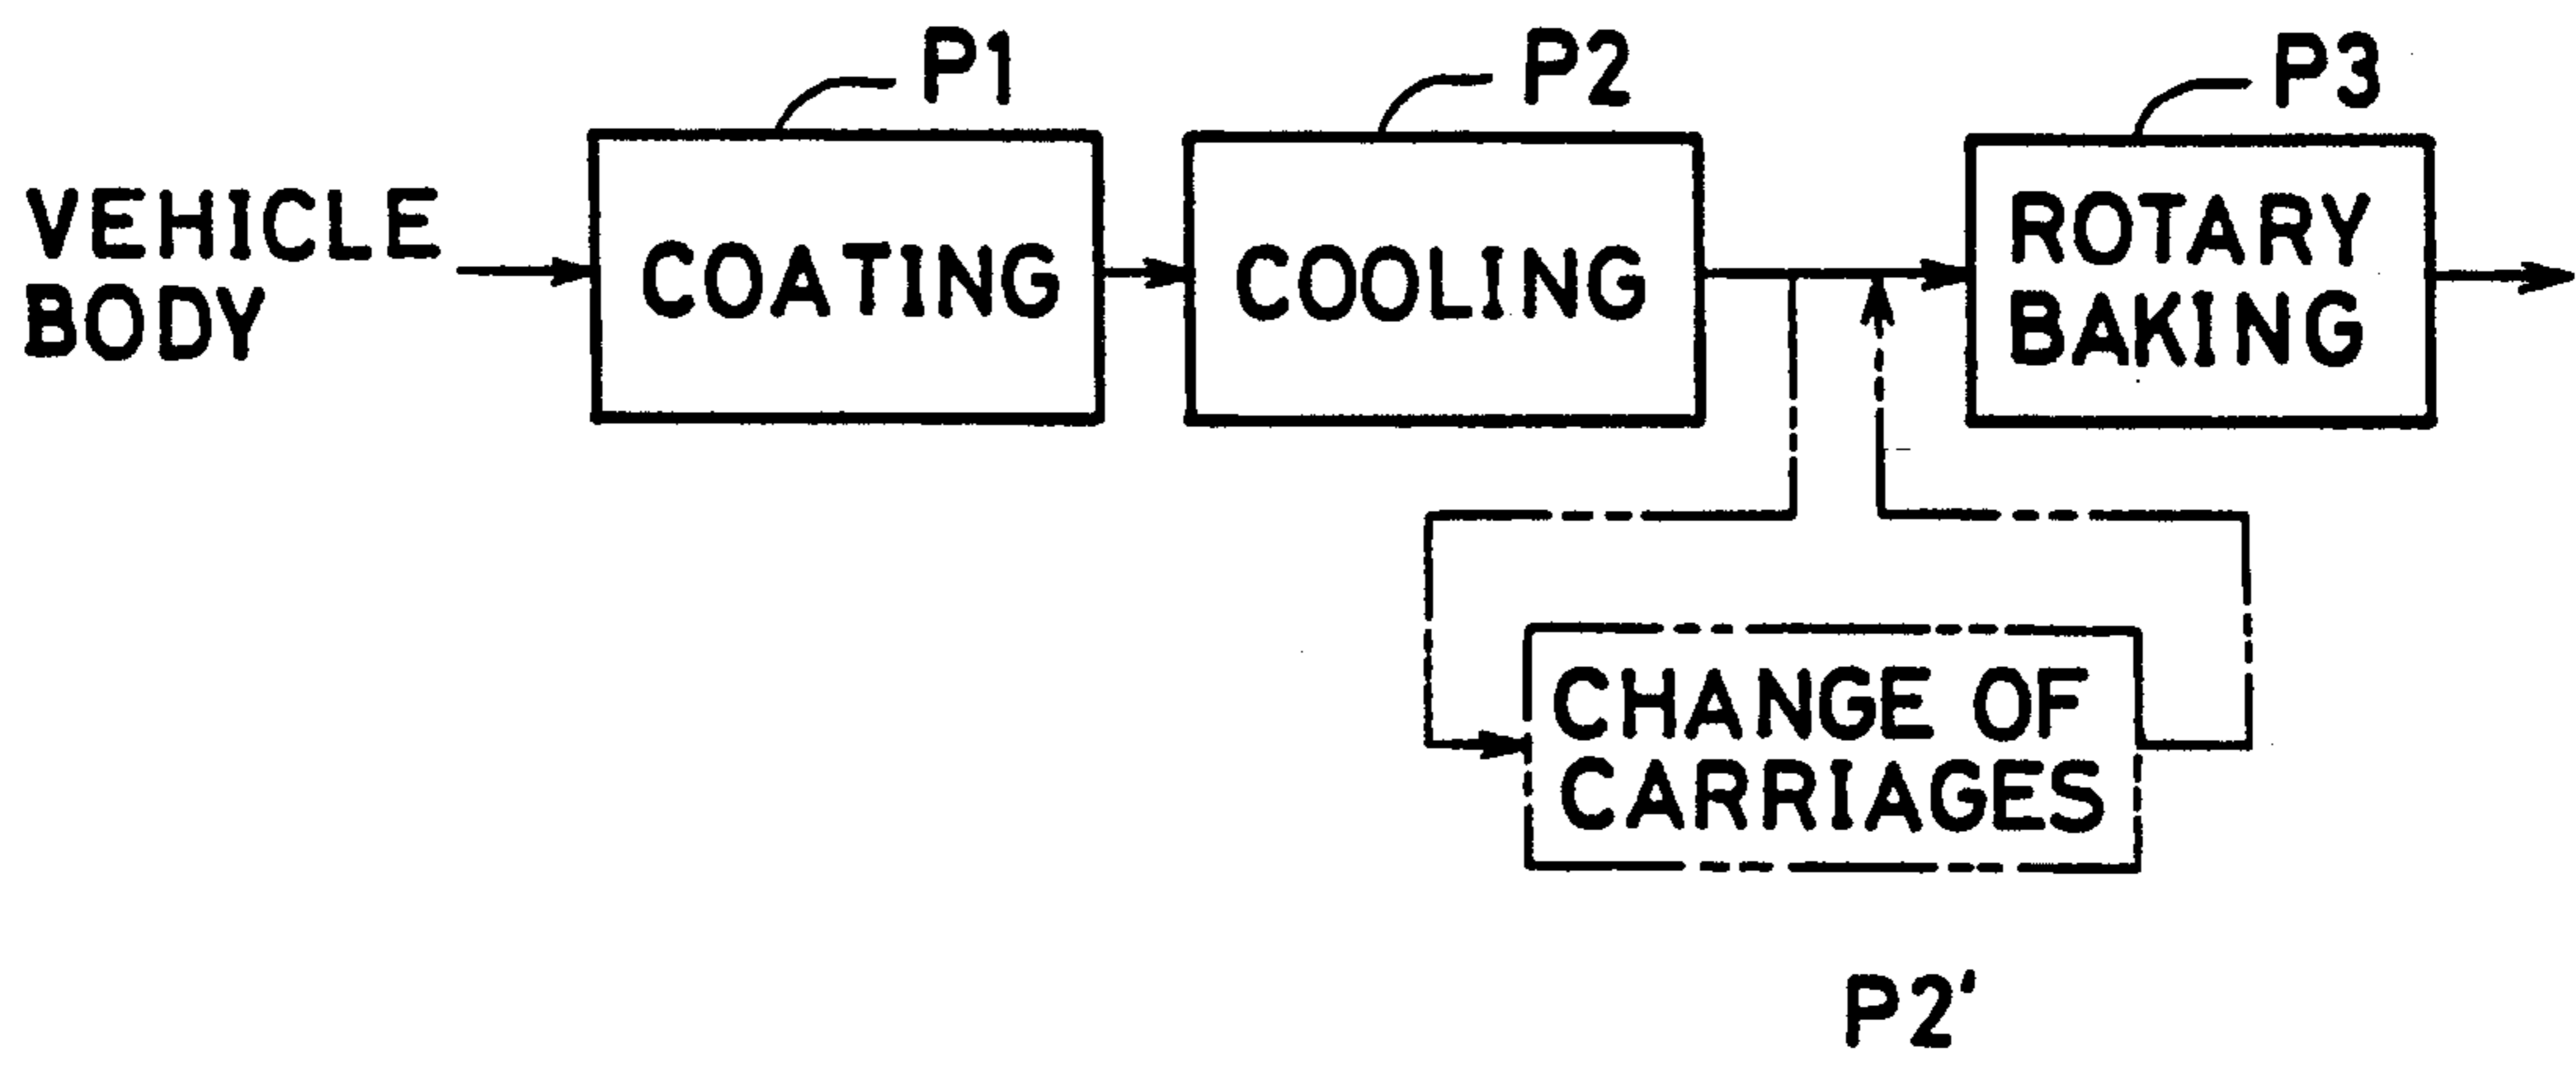 P1
P2
P3
VEHICLE
BODY
COATING
COOLING
ROTARY
BAKING
CHANGE OF
CARRIAGES
P2'